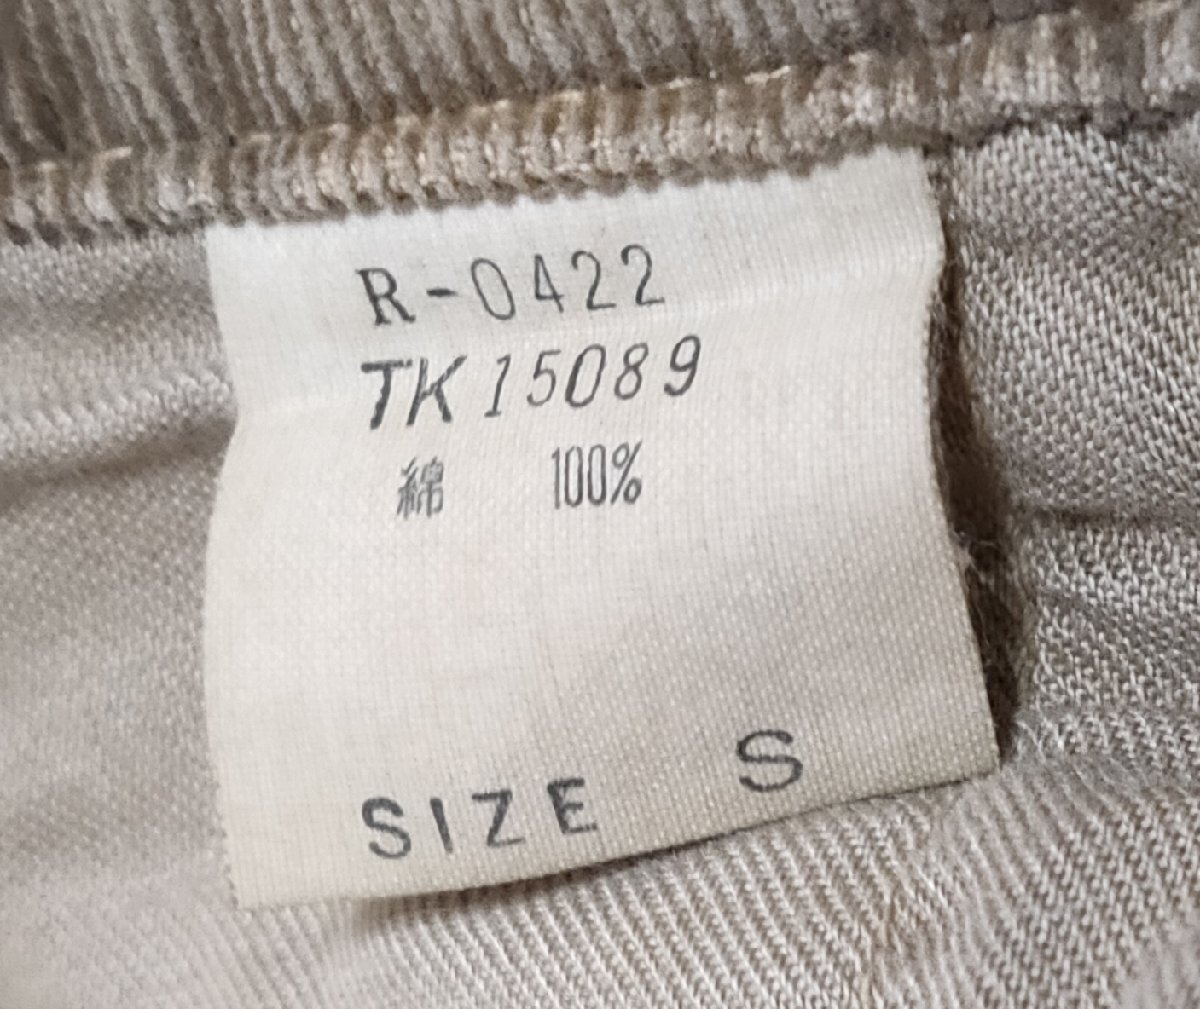 R-0422
TK15089
綿 100%
SIZE S